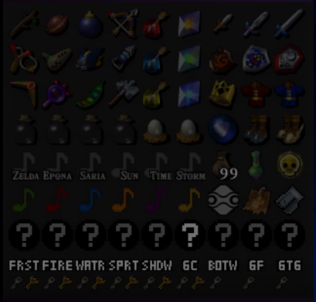 ZELDA EPONA SARIA SUN TIME STORM 99
? ? ? ? ? ? ? ? ?
FRST FIRE WATR SPRT SHDW GC BOTW GF GTG